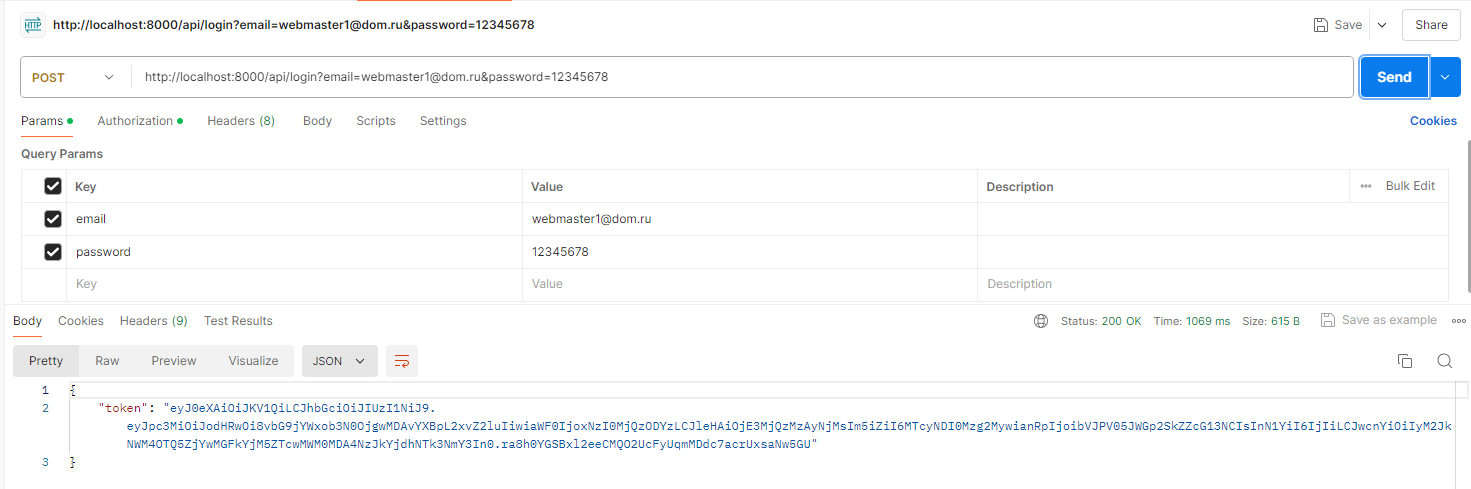 HTTP http://localhost:8000/api/login?email=webmaster1@dom.ru&password=12345678 Save Share
POST http://localhost:8000/api/login?email=webmaster1@dom.ru&password=12345678 Send
Params Authorization Headers (8) Body Scripts Settings Cookies
Query Params
Key Value Description Bulk Edit
email webmaster1@dom.ru
password 12345678
Key Value Description
Body Cookies Headers (9) Test Results Status: 200 OK Time: 1069 ms Size: 615 B Save as example
Pretty Raw Preview Visualize JSON
1 {
2 "token": "eyJ0eXAiOiJKV1QiLCJhbGciOiJIUzI1NiJ9.
eyJpc3MiOiJodHRwOi8vbG9jYWxob3N0OjgwMDAvYXBpL2xvZ2luIiwiaWF0IjoxNzI0MjQzODYzLCJleHAiOjE3MjQzMzAyNjMsIm5iZiI6MTcyNDI0Mzg2MywianRpIjoibVJPV05JWGp2SkZZcG13NCIsInN1YiI6IjIiLCJwcnYiOiIyM2Jk
NWM4OTQ5ZjYwMGFkYjM5ZTcwMWM0MDA4NzJkYjdhNTk3NmY3In0.ra8h0YGSBxl2eeCMQO2UcFyUqmMDdc7acrUxsaNw5GU"
3 }